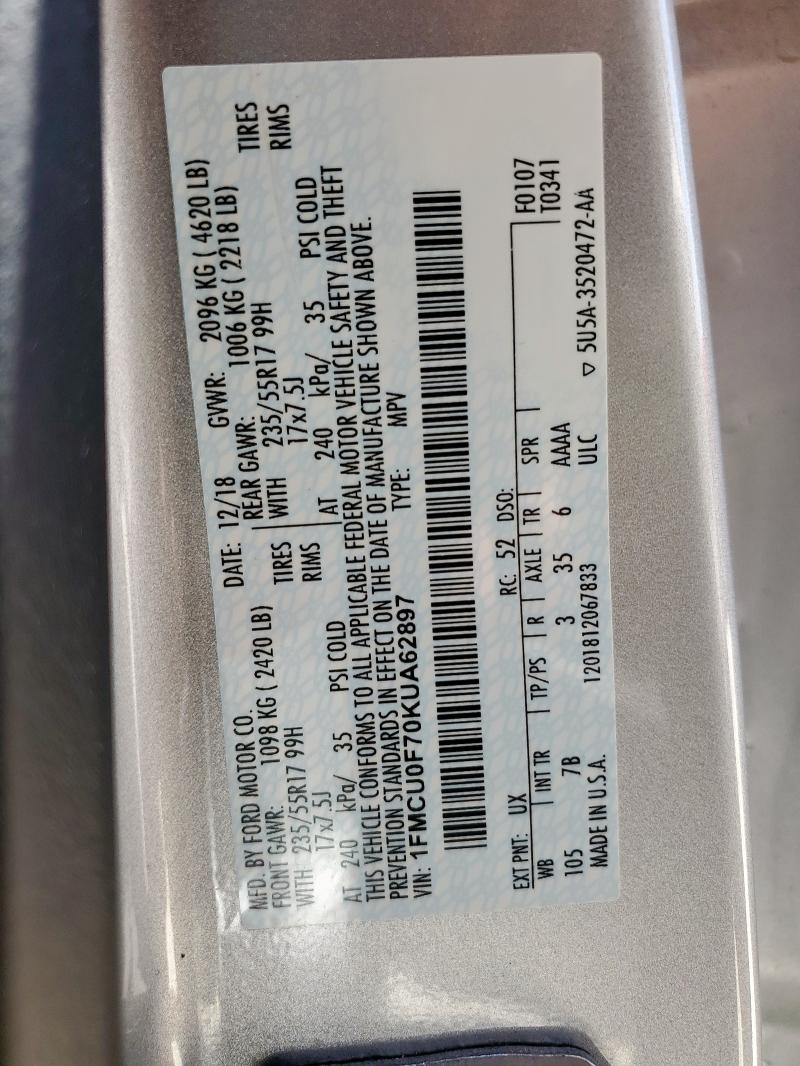 MFD. BY FORD MOTOR CO.
DATE: 12/18 GVWR: 2096 KG ( 4620 LB)
FRONT GAWR: 1098 KG ( 2420 LB) REAR GAWR: 1006 KG ( 2218 LB)
WITH 235/55R17 99H TIRES WITH 235/55R17 99H TIRES
17x7.5J RIMS 17x7.5J RIMS
AT 240 kPa/ 35 PSI COLD AT 240 kPa/ 35 PSI COLD
THIS VEHICLE CONFORMS TO ALL APPLICABLE FEDERAL MOTOR VEHICLE SAFETY AND THEFT
PREVENTION STANDARDS IN EFFECT ON THE DATE OF MANUFACTURE SHOWN ABOVE.
VIN: 1FMCU0F70KUA62897 TYPE: MPV
EXT PNT: UX RC: 52 DSO: F0107
WB INT TR TP/PS R AXLE TR SPR T0341
105 7B 3 35 6 AAAA
MADE IN U.S.A. 1201812067833 ULC
▽ 5U5A-3520472-AA